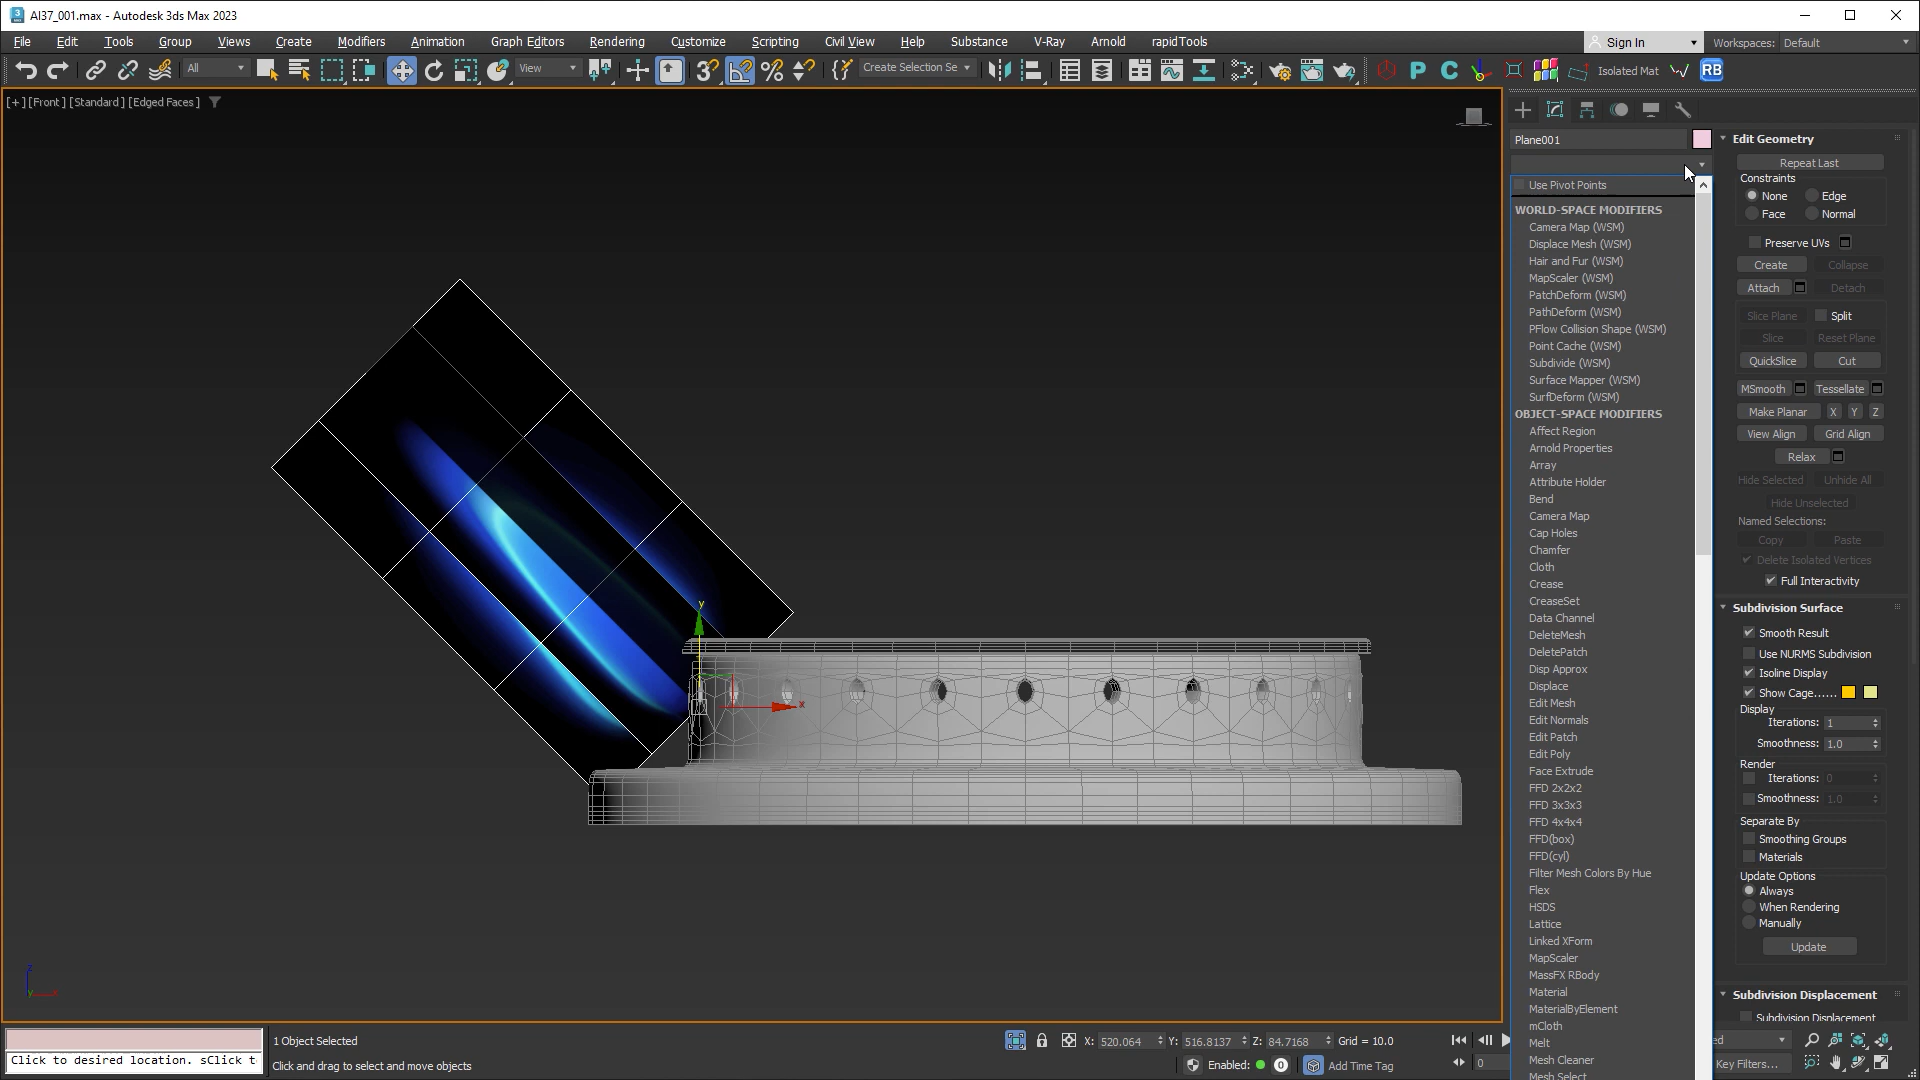 AI37_001.max - Autodesk 3ds Max 2023
File Edit Tools Group Views Create Modifiers Animation Graph Editors Rendering Customize Scripting Civil View Help Substance V-Ray Arnold rapidTools
Sign In Workspaces: Default
All View Create Selection Se Isolated Mat RB
[+] [Front] [Standard] [Edged Faces]
Plane001
Use Pivot Points
WORLD-SPACE MODIFIERS
Camera Map (WSM)
Displace Mesh (WSM)
Hair and Fur (WSM)
MapScaler (WSM)
PatchDeform (WSM)
PathDeform (WSM)
PFlow Collision Shape (WSM)
Point Cache (WSM)
Subdivide (WSM)
Surface Mapper (WSM)
SurfDeform (WSM)
OBJECT-SPACE MODIFIERS
Affect Region
Arnold Properties
Array
Attribute Holder
Bend
Camera Map
Cap Holes
Chamfer
Cloth
Crease
CreaseSet
Data Channel
DeleteMesh
DeletePatch
Disp Approx
Displace
Edit Mesh
Edit Normals
Edit Patch
Edit Poly
Face Extrude
FFD 2x2x2
FFD 3x3x3
FFD 4x4x4
FFD(box)
FFD(cyl)
Filter Mesh Colors By Hue
Flex
HSDS
Lattice
Linked XForm
MapScaler
MassFX RBody
Material
MaterialByElement
mCloth
Melt
Mesh Cleaner
Mesh Select
Edit Geometry
Repeat Last
Constraints
None Edge
Face Normal
Preserve UVs
Create Collapse
Attach Detach
Slice Plane Split
Slice Reset Plane
QuickSlice Cut
MSmooth Tessellate
Make Planar X Y Z
View Align Grid Align
Relax
Hide Selected Unhide All
Hide Unselected
Named Selections:
Copy Paste
Delete Isolated Vertices
Full Interactivity
Subdivision Surface
Smooth Result
Use NURMS Subdivision
Isoline Display
Show Cage......
Display
Iterations: 1
Smoothness: 1.0
Render
Iterations: 0
Smoothness: 1.0
Separate By
Smoothing Groups
Materials
Update Options
Always
When Rendering
Manually
Update
Subdivision Displacement
Subdivision Displacement
y
x
z
y x
1 Object Selected X: 520.064 Y: 516.8137 Z: 84.7168 Grid = 10.0
Click to desired location. sClick t Click and drag to select and move objects Enabled: 0 Add Time Tag 0
ed
Key Filters...